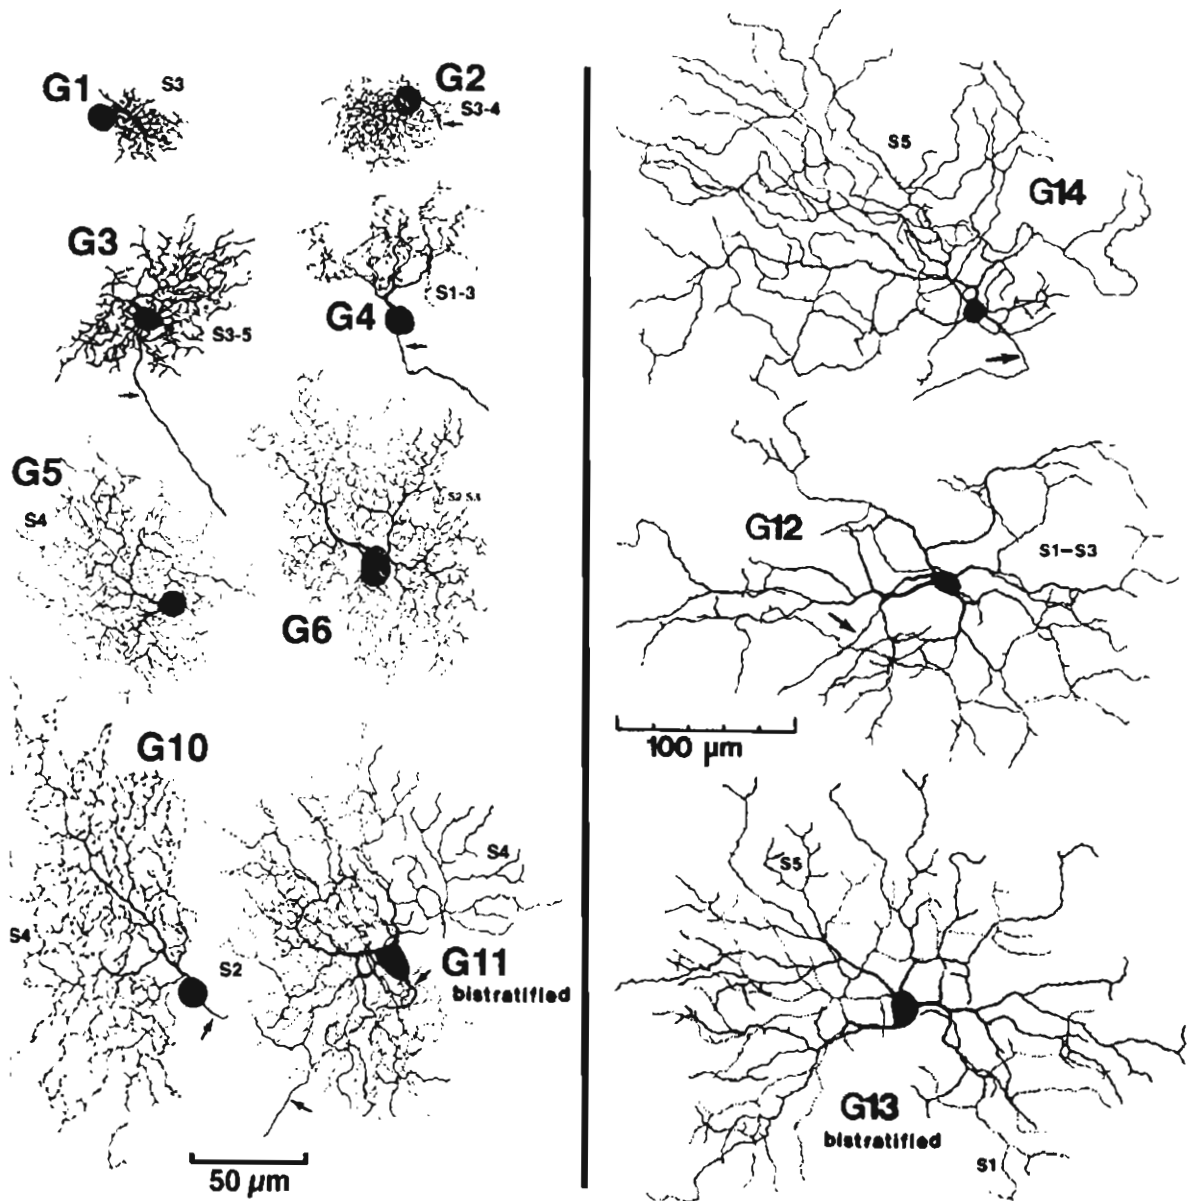 G1
S3
G2
S3-4
G3
S3-5
G4
S1-3
G5
S4
G6
G10
S4
S2
G11
bistratified
S4
50 µm
G14
S5
G12
S1-S3
100 µm
S5
G13
bistratified
S1